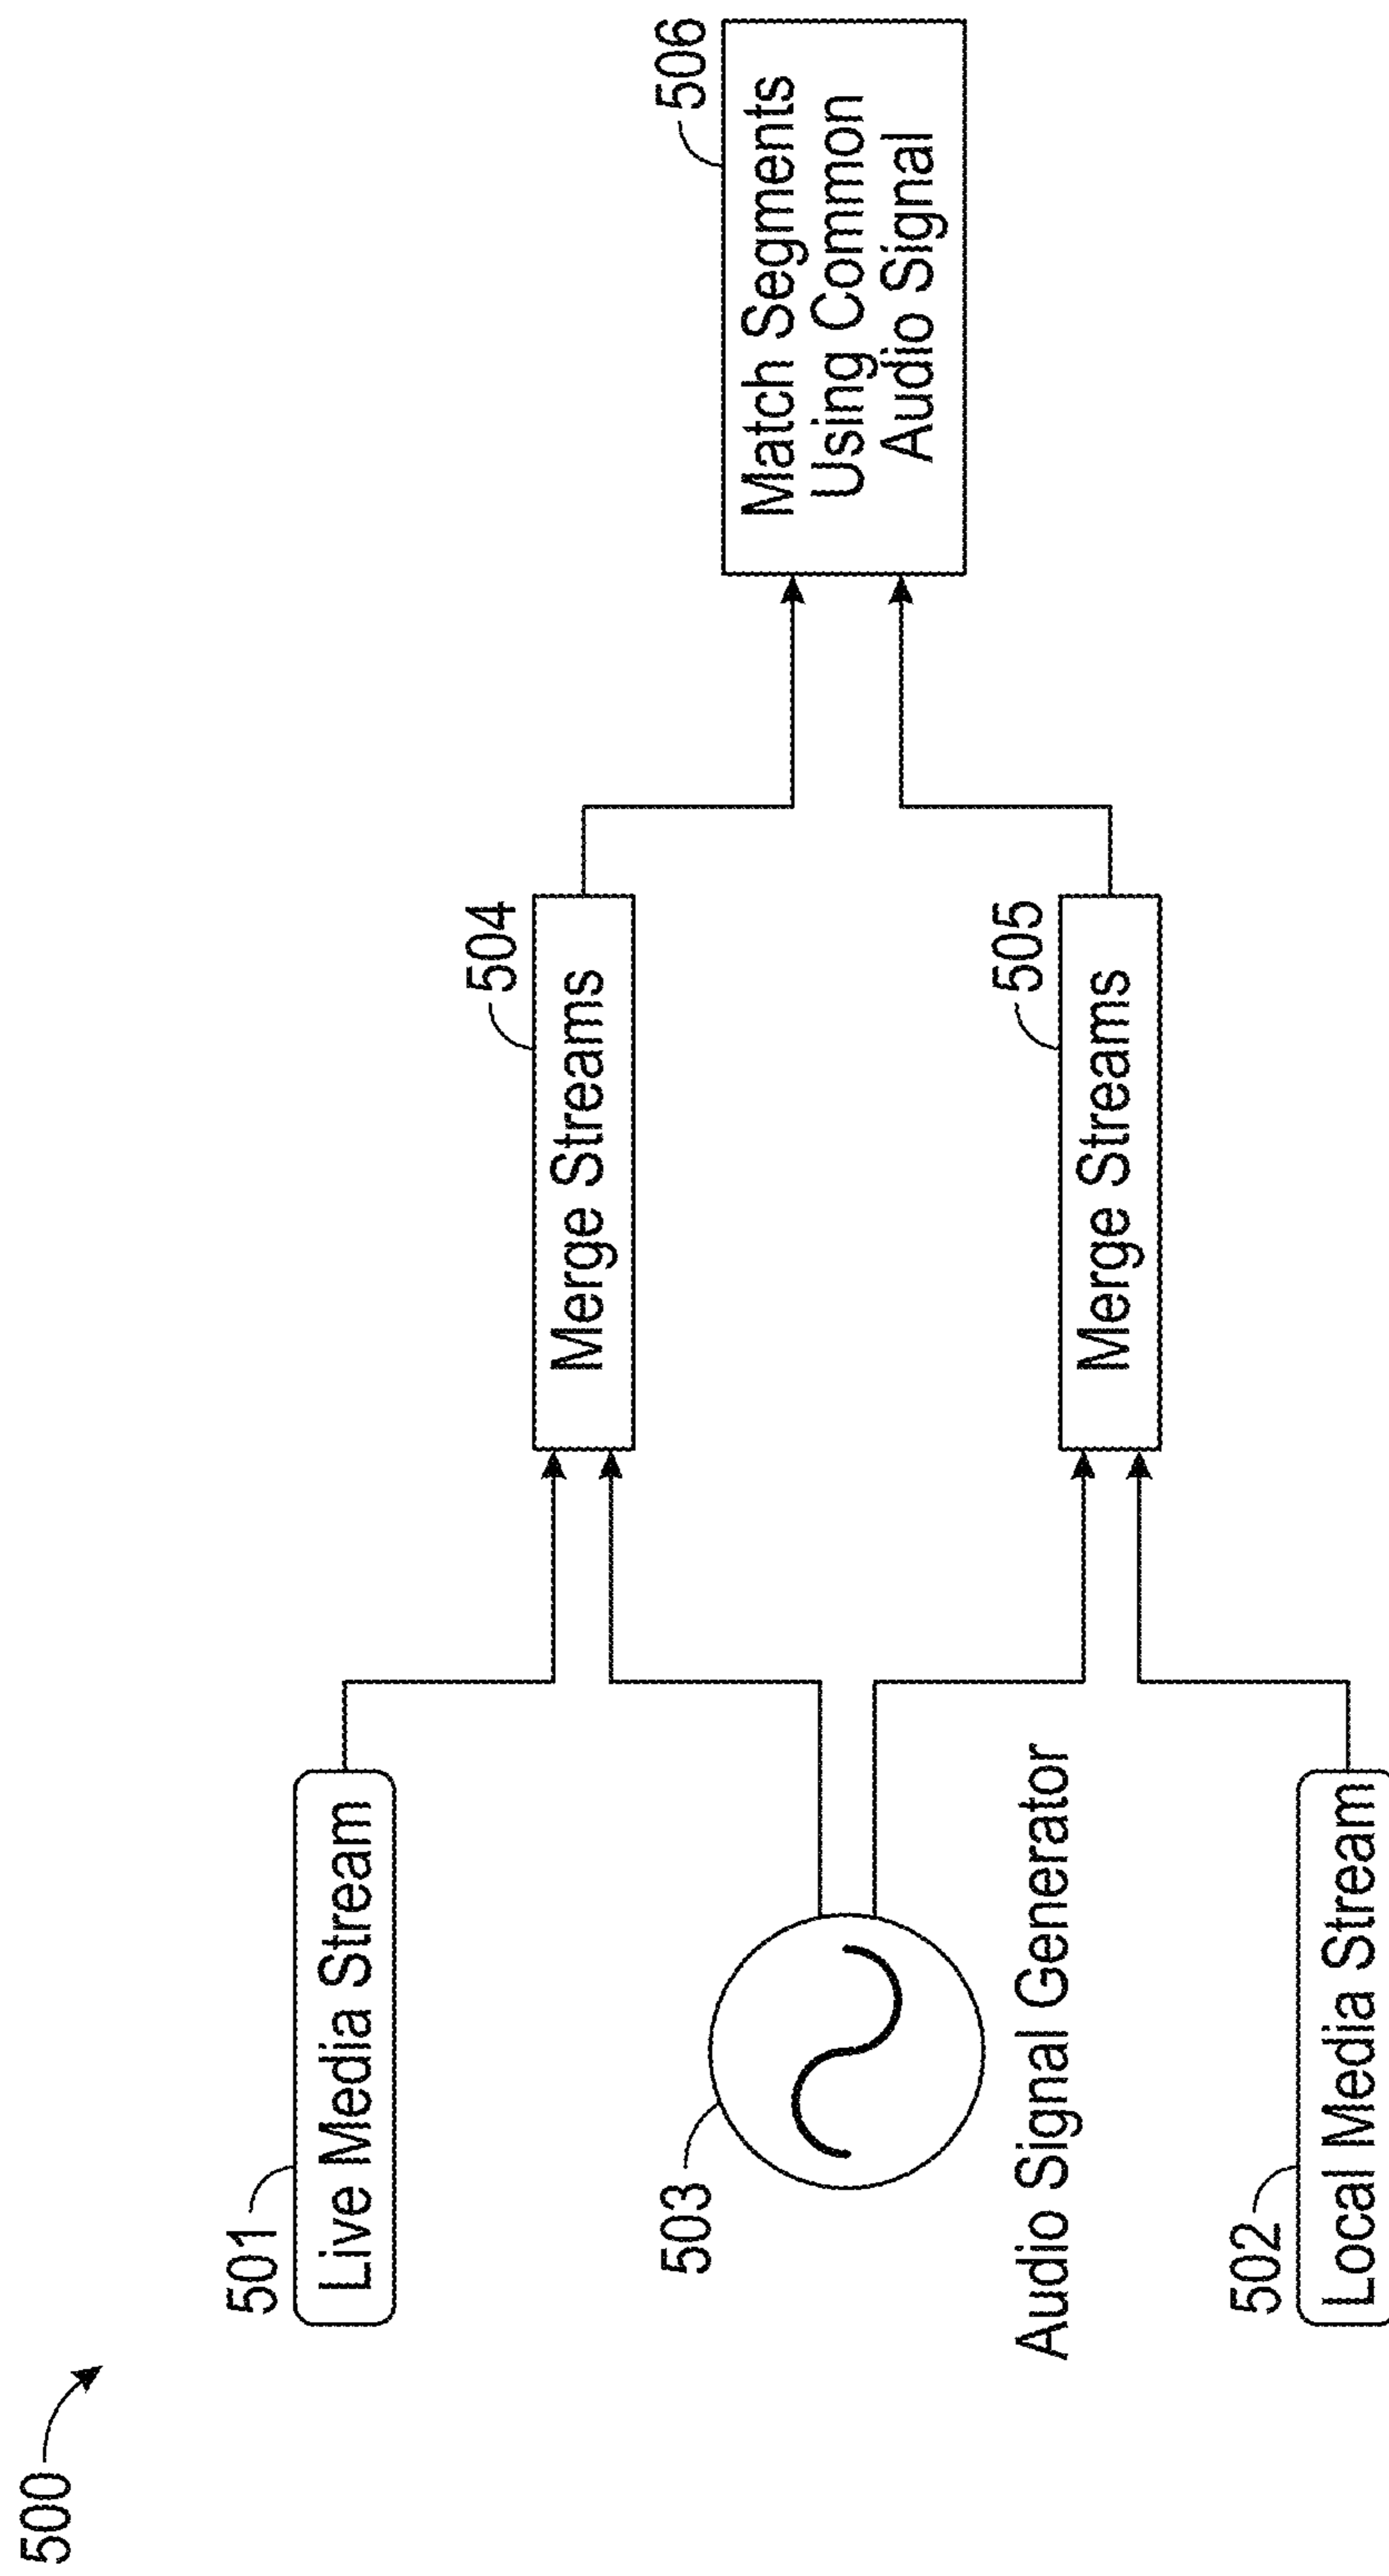 500
501
Live Media Stream
503
Audio Signal Generator
502
Local Media Stream
504
Merge Streams
505
Merge Streams
506
Match Segments
Using Common
Audio Signal